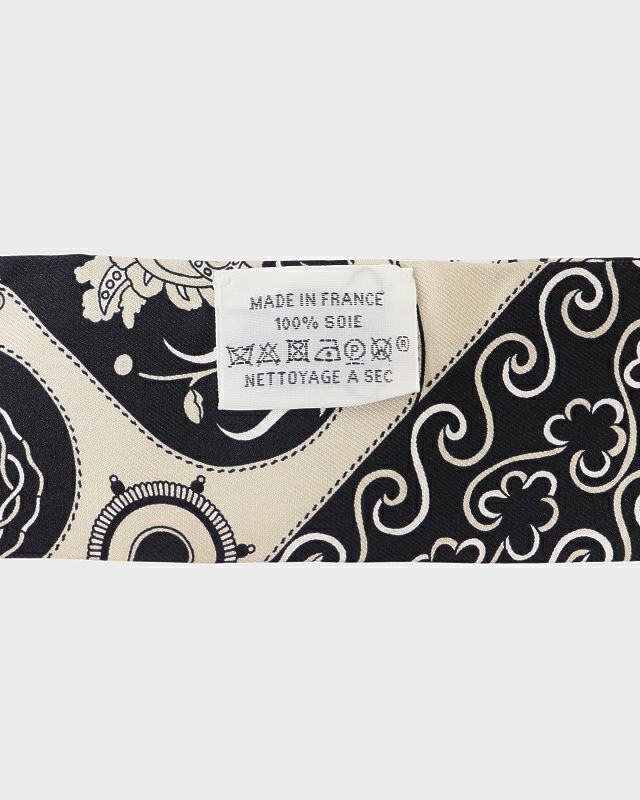 MADE IN FRANCE
100% SOIE
P ®
NETTOYAGE A SEC